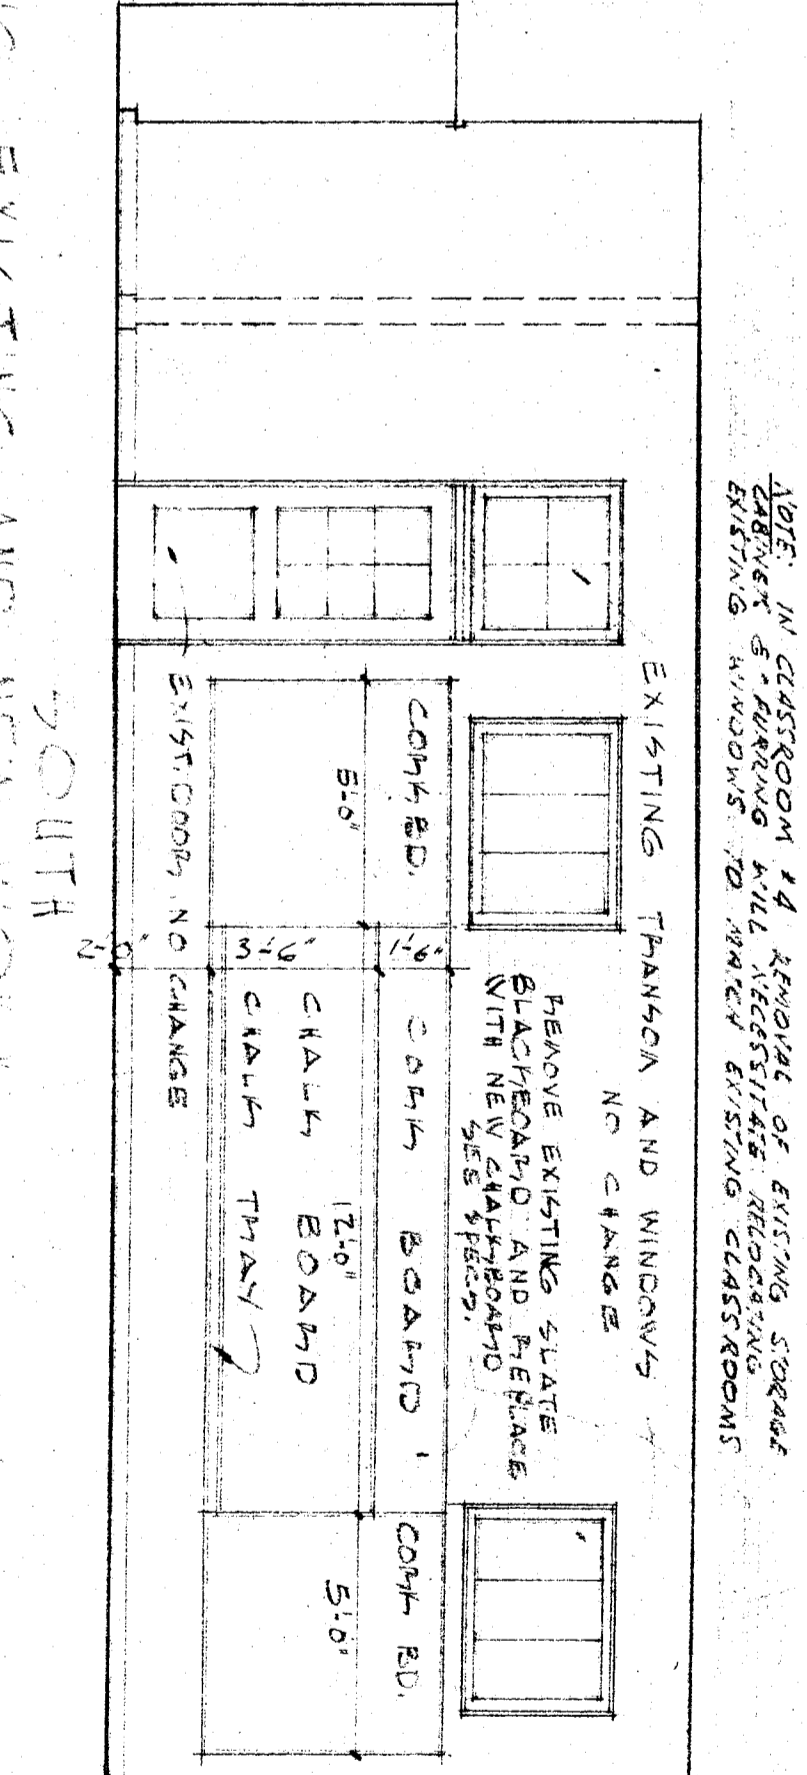 NOTE: IN CLASSROOM #4 REMOVAL OF EXISTING STORAGE
CABINET & FURRING WILL NECESSITATE RELOCATING
EXISTING WINDOWS TO MATCH EXISTING CLASSROOMS
EXISTING TRANSOM AND WINDOWS
NO CHANGE
REMOVE EXISTING SLATE
BLACKBOARD AND REPLACE
WITH NEW CHALKBOARD
SEE SPECS.
CORK BD.
5'-0"
1'-6"
CORK BOARD
CORK BD.
5'-0"
3'-6"
12'-0"
CHALK BOARD
CHALK TRAY
2'-0"
EXIST. DOOR, NO CHANGE
SOUTH
EXISTING AND